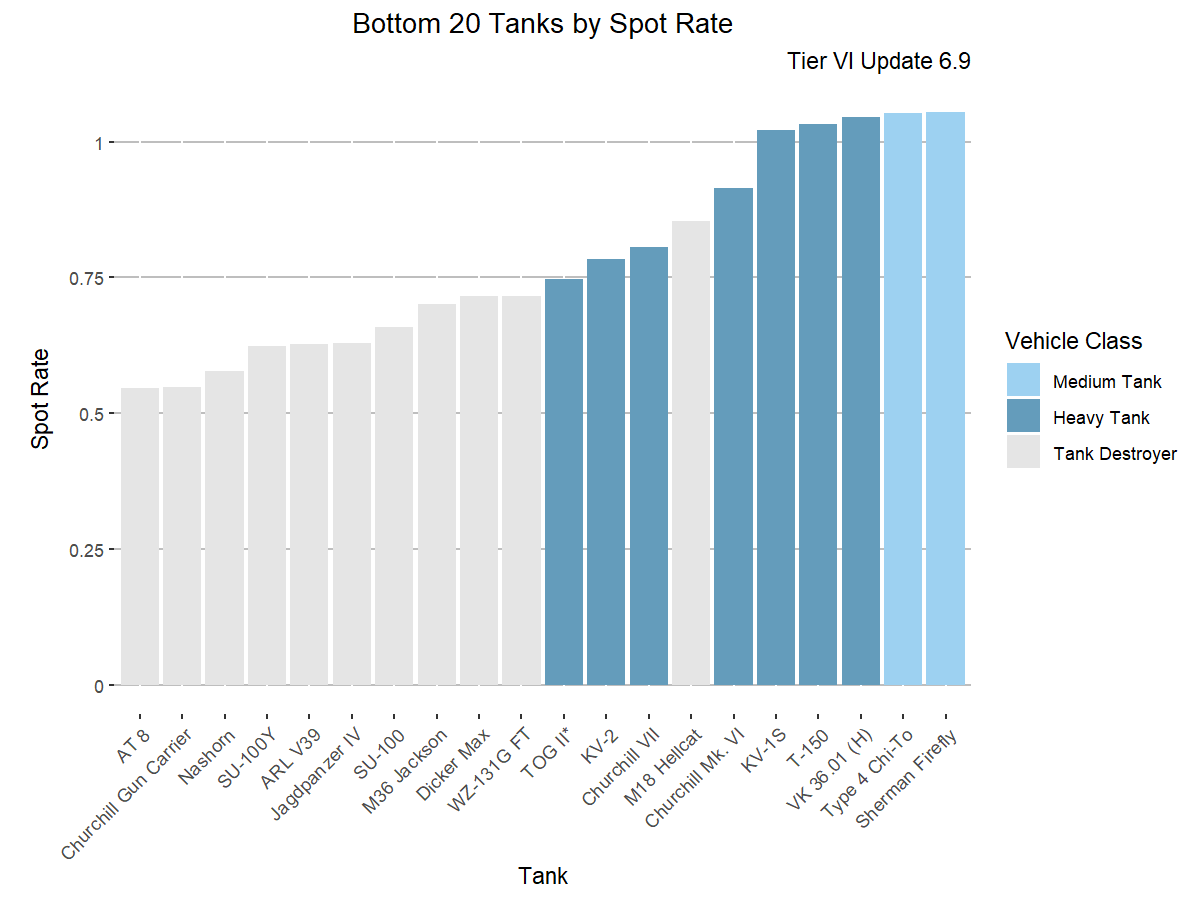 Bottom 20 Tanks by Spot Rate
Tier VI Update 6.9
1
0.75
0.5
0.25
0
Spot Rate
AT 8
Churchill Gun Carrier
Nashorn
SU-100Y
ARL V39
Jagdpanzer IV
SU-100
M36 Jackson
Dicker Max
WZ-131G FT
TOG II*
KV-2
Churchill VII
M18 Hellcat
Churchill Mk. VI
KV-1S
T-150
VK 36.01 (H)
Type 4 Chi-To
Sherman Firefly
Tank
Vehicle Class
Medium Tank
Heavy Tank
Tank Destroyer